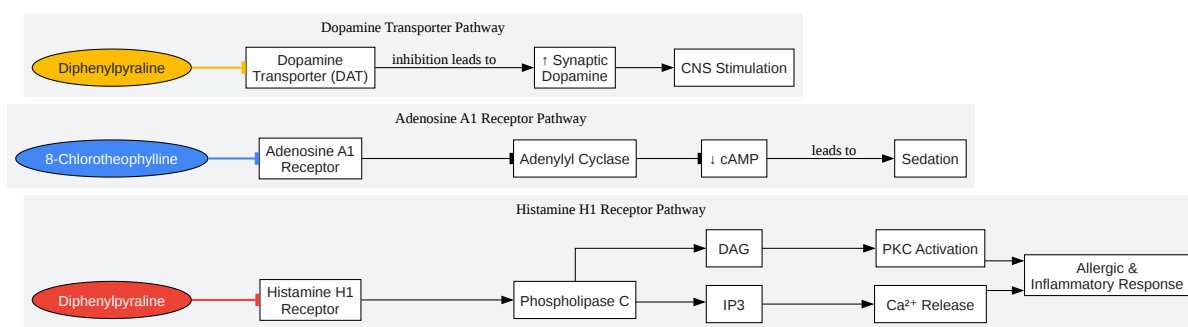 Dopamine Transporter Pathway
Diphenylpyraline
Dopamine
Transporter (DAT)
inhibition leads to
↑ Synaptic
Dopamine
CNS Stimulation
Adenosine A1 Receptor Pathway
8-Chlorotheophylline
Adenosine A1
Receptor
Adenylyl Cyclase
↓ cAMP
leads to
Sedation
Histamine H1 Receptor Pathway
Diphenylpyraline
Histamine H1
Receptor
Phospholipase C
DAG
PKC Activation
IP3
Ca²⁺ Release
Allergic &
Inflammatory Response